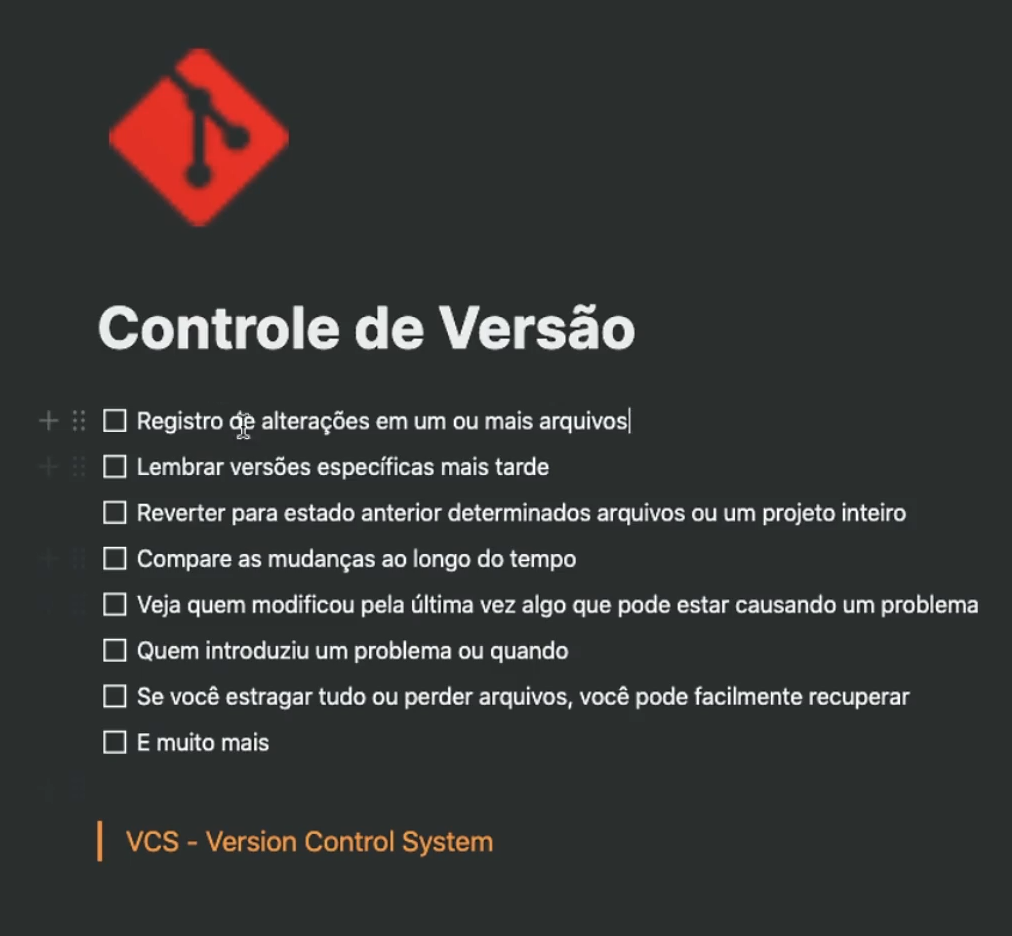 Controle de Versão
Registro de alterações em um ou mais arquivos
Lembrar versões específicas mais tarde
Reverter para estado anterior determinados arquivos ou um projeto inteiro
Compare as mudanças ao longo do tempo
Veja quem modificou pela última vez algo que pode estar causando um problema
Quem introduziu um problema ou quando
Se você estragar tudo ou perder arquivos, você pode facilmente recuperar
E muito mais
VCS - Version Control System